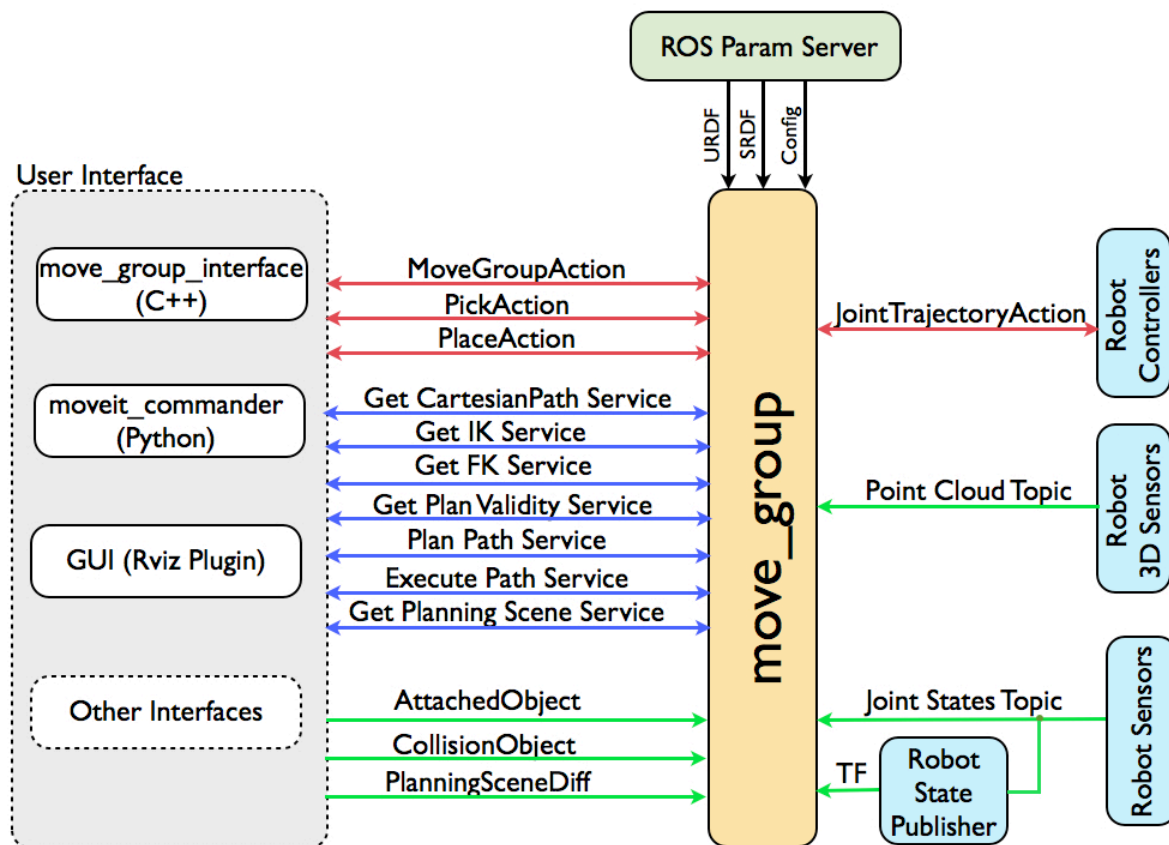 ROS Param Server
URDF
SRDF
Config
User Interface
move_group_interface
(C++)
moveit_commander
(Python)
GUI (Rviz Plugin)
Other Interfaces
MoveGroupAction
PickAction
PlaceAction
Get CartesianPath Service
Get IK Service
Get FK Service
Get Plan Validity Service
Plan Path Service
Execute Path Service
Get Planning Scene Service
AttachedObject
CollisionObject
PlanningSceneDiff
move_group
JointTrajectoryAction
Robot
Controllers
Point Cloud Topic
Robot
3D Sensors
Joint States Topic
Robot Sensors
TF
Robot
State
Publisher